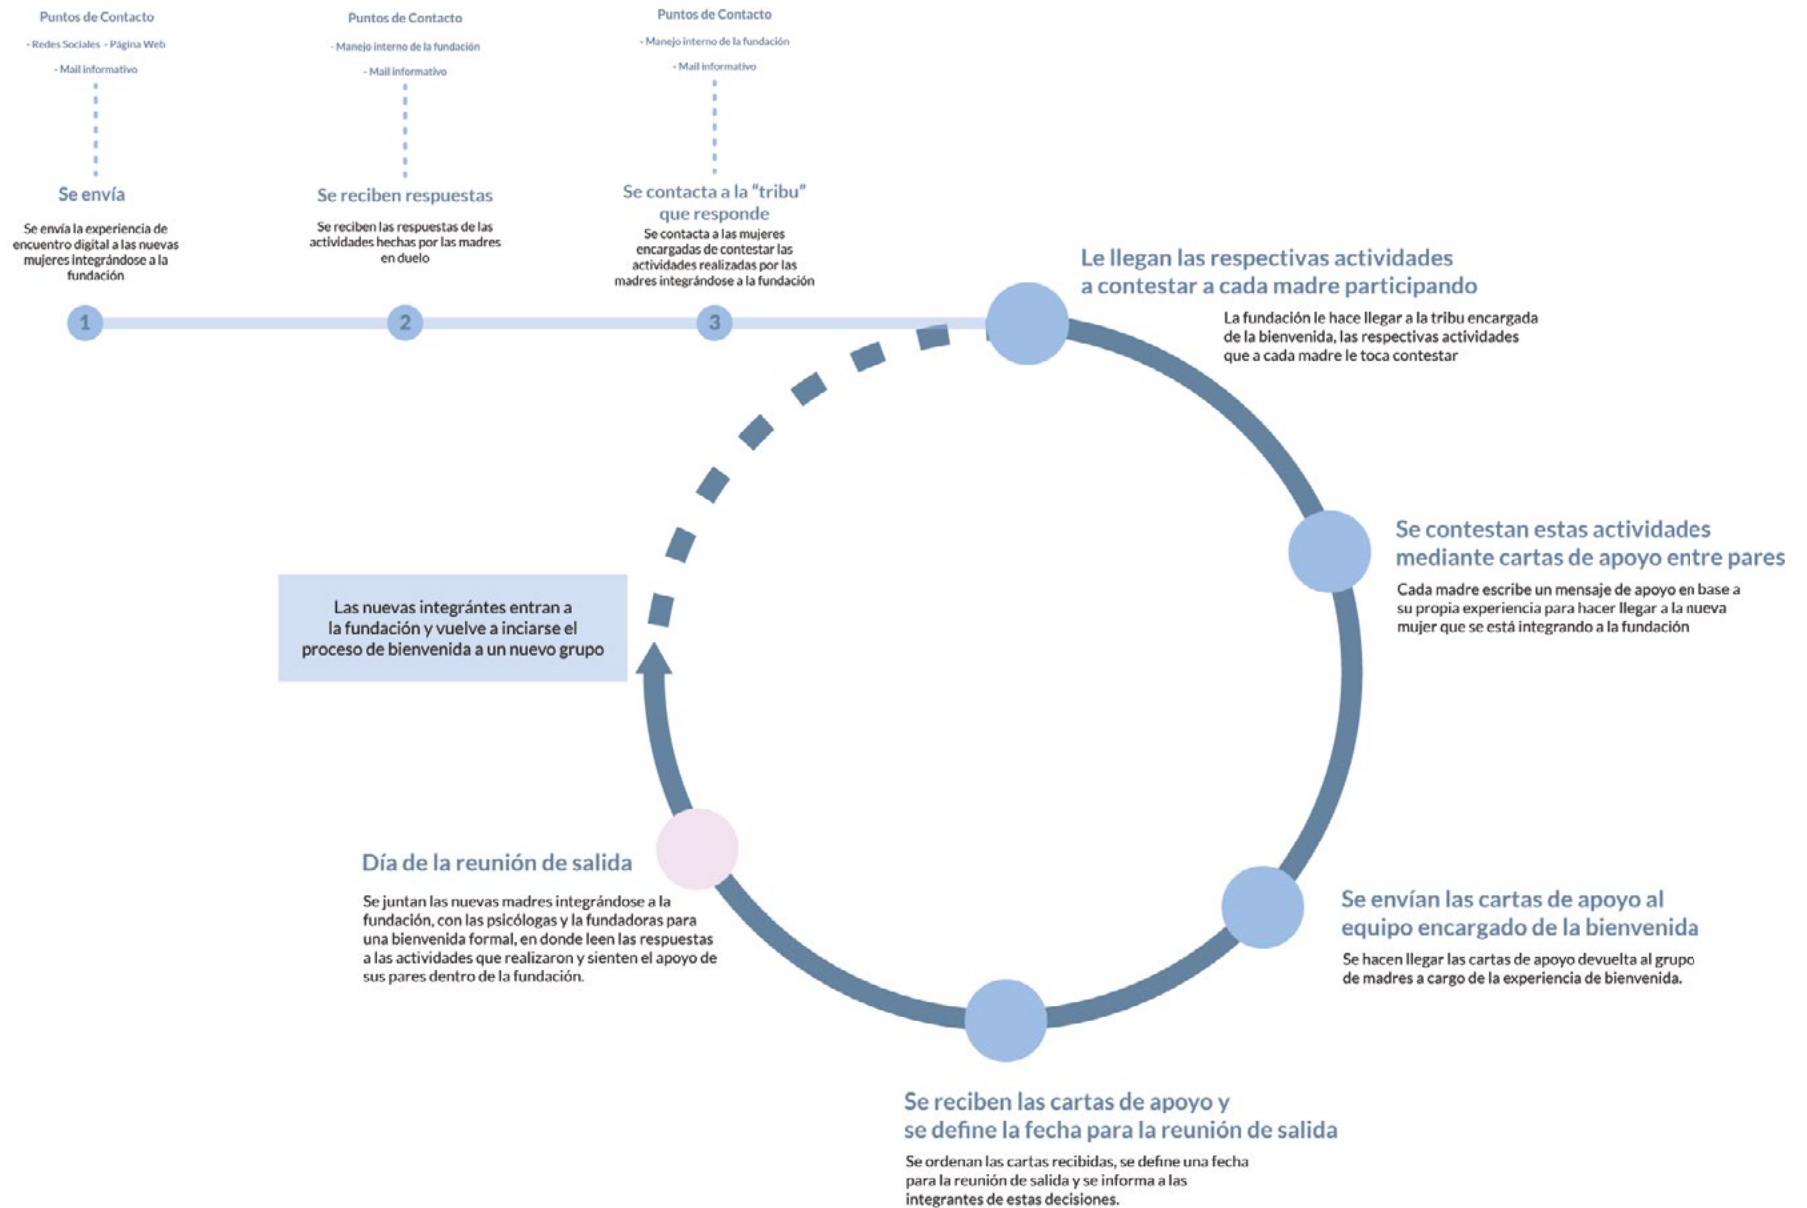 Puntos de Contacto
- Redes Sociales - Página Web
- Mail informativo
Se envía
Se envía la experiencia de
encuentro digital a las nuevas
mujeres integrándose a la
fundación
1
Puntos de Contacto
- Manejo interno de la fundación
- Mail informativo
Se reciben respuestas
Se reciben las respuestas de las
actividades hechas por las madres
en duelo
2
Puntos de Contacto
- Manejo interno de la fundación
- Mail informativo
Se contacta a la “tribu”
que responde
Se contacta a las mujeres
encargadas de contestar las
actividades realizadas por las
madres integrándose a la fundación
3
Le llegan las respectivas actividades
a contestar a cada madre participando
La fundación le hace llegar a la tribu encargada
de la bienvenida, las respectivas actividades
que a cada madre le toca contestar
Se contestan estas actividades
mediante cartas de apoyo entre pares
Cada madre escribe un mensaje de apoyo en base a
su propia experiencia para hacer llegar a la nueva
mujer que se está integrando a la fundación
Se envían las cartas de apoyo al
equipo encargado de la bienvenida
Se hacen llegar las cartas de apoyo devuelta al grupo
de madres a cargo de la experiencia de bienvenida.
Se reciben las cartas de apoyo y
se define la fecha para la reunión de salida
Se ordenan las cartas recibidas, se define una fecha
para la reunión de salida y se informa a las
integrantes de estas decisiones.
Día de la reunión de salida
Se juntan las nuevas madres integrándose a la
fundación, con las psicólogas y la fundadoras para
una bienvenida formal, en donde leen las respuestas
a las actividades que realizaron y sienten el apoyo de
sus pares dentro de la fundación.
Las nuevas integrántes entran a
la fundación y vuelve a inciarse el
proceso de bienvenida a un nuevo grupo